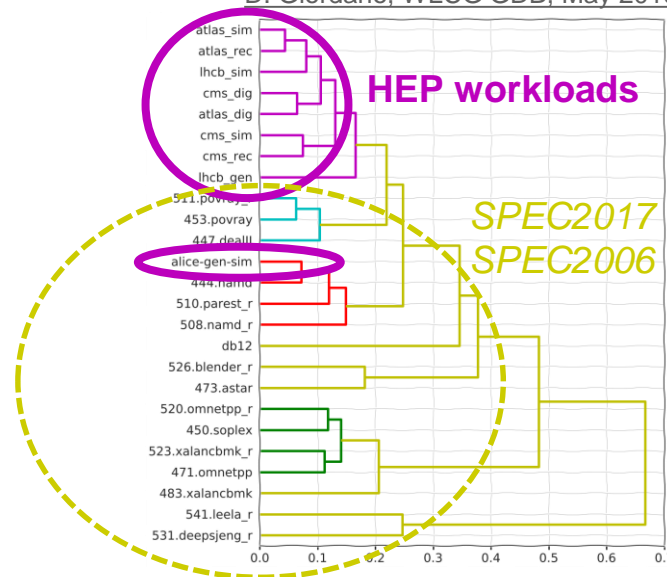 atlas_sim
atlas_rec
lhcb_sim
cms_dig
atlas_dig
cms_sim
cms_rec
lhcb_gen
HEP workloads
453.povray
SPEC2017
SPEC2006
447.dealII
alice-gen-sim
444.namd
510.parest_r
508.namd_r
db12
526.blender_r
473.astar
520.omnetpp_r
450.soplex
523.xalancbmk_r
471.omnetpp
483.xalancbmk
541.leela_r
531.deepsjeng_r
0.0 0.1 0.2 0.3 0.4 0.5 0.6